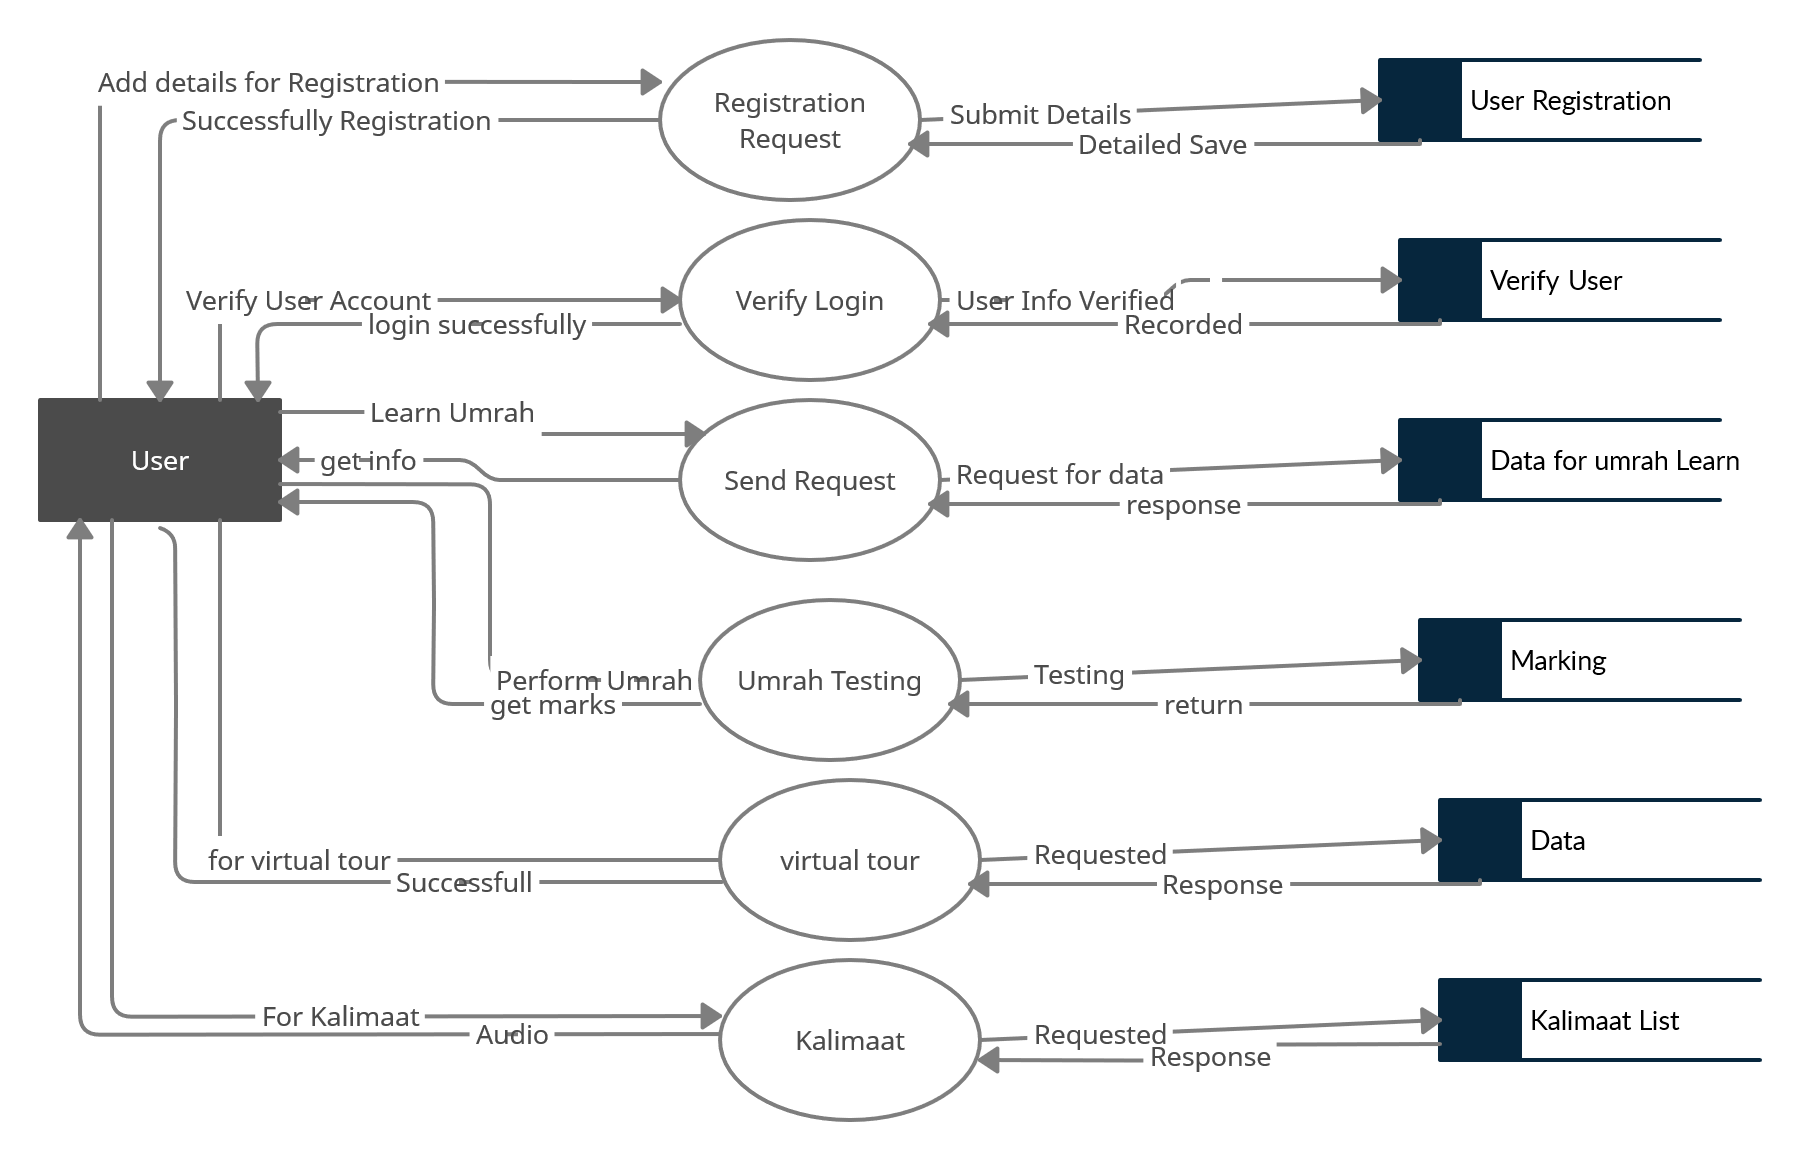 Add details for Registration
Successfully Registration
Registration
Request
Submit Details
Detailed Save
User Registration
Verify User Account
login successfully
Verify Login
User Info Verified
Recorded
Verify User
User
Learn Umrah
get info
Send Request
Request for data
response
Data for umrah Learn
Perform Umrah
get marks
Umrah Testing
Testing
return
Marking
for virtual tour
Successfull
virtual tour
Requested
Response
Data
For Kalimaat
Audio
Kalimaat
Requested
Response
Kalimaat List